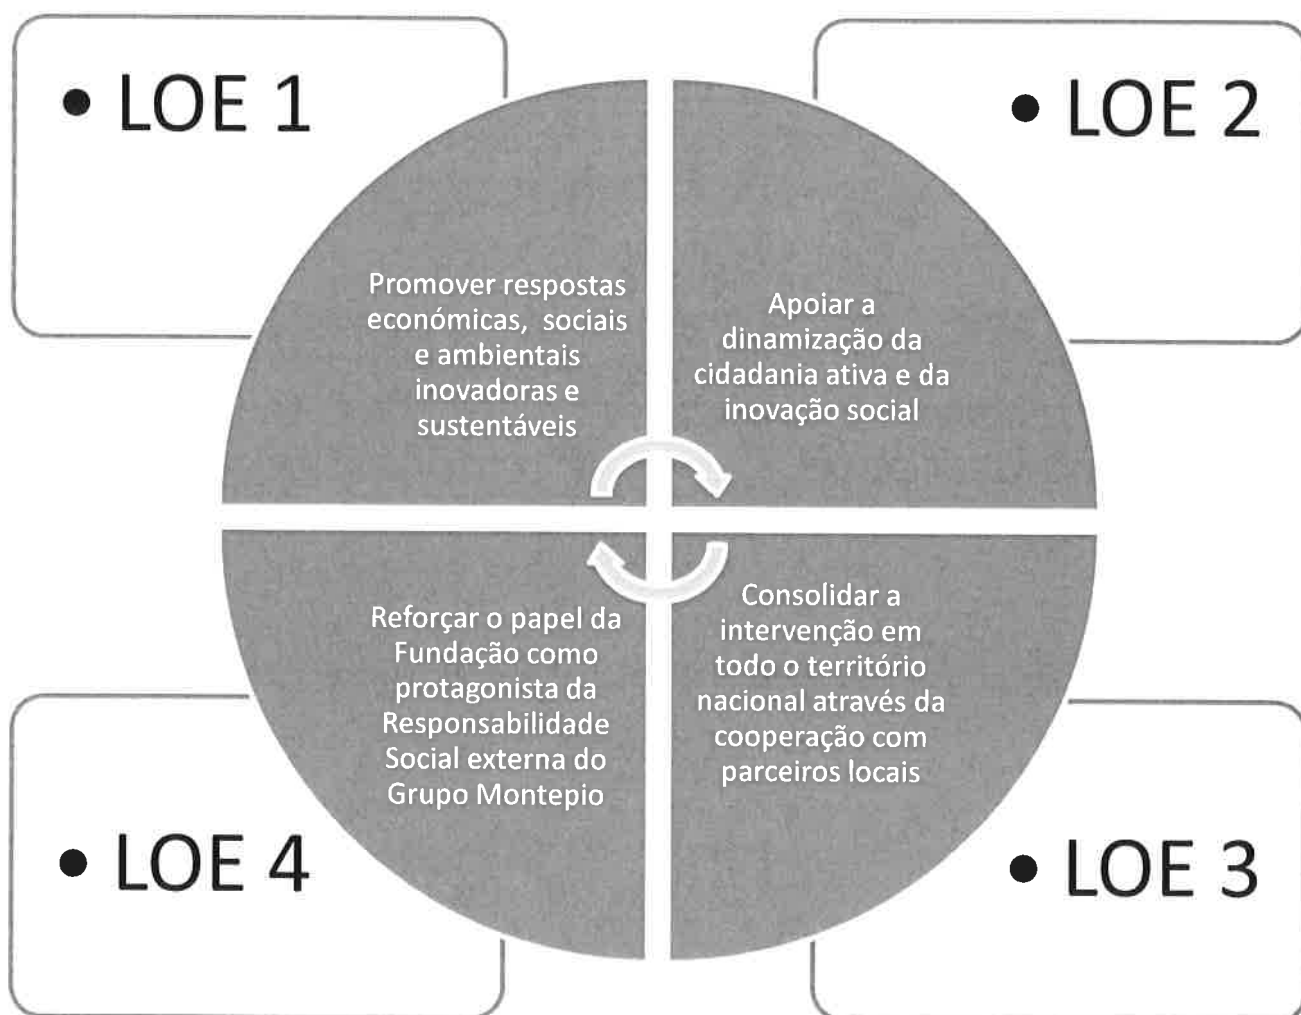 • LOE 1
Promover respostas
económicas, sociais
e ambientais
inovadoras e
sustentáveis
• LOE 2
Apoiar a
dinamização da
cidadania ativa e da
inovação social
Reforçar o papel da
Fundação como
protagonista da
Responsabilidade
Social externa do
Grupo Montepio
• LOE 4
Consolidar a
intervenção em
todo o território
nacional através da
cooperação com
parceiros locais
• LOE 3